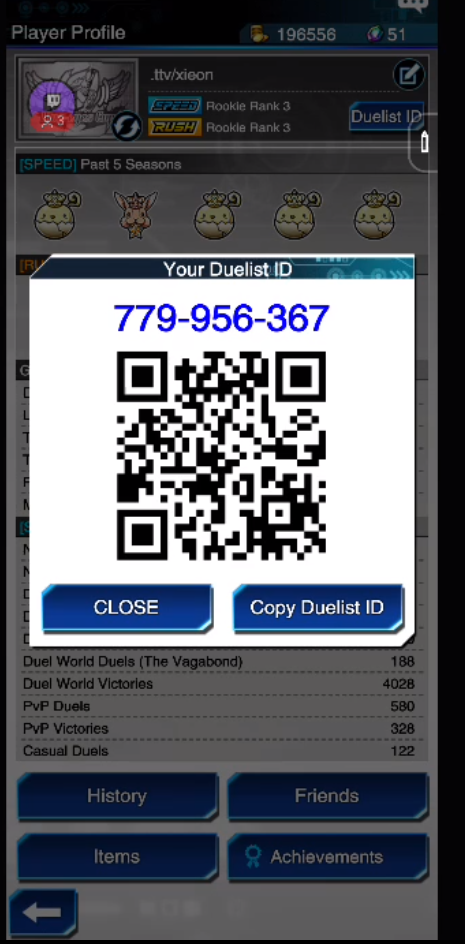 Player Profile
196556
51
.ttv/xieon
SPEED Rookie Rank 3
RUSH Rookie Rank 3
Duelist ID
3
[SPEED] Past 5 Seasons
[RU
Your Duelist ID
779-956-367
CLOSE
Copy Duelist ID
Duel World Duels (The Vagabond) 188
Duel World Victories 4028
PvP Duels 580
PvP Victories 328
Casual Duels 122
History
Friends
Items
Achievements